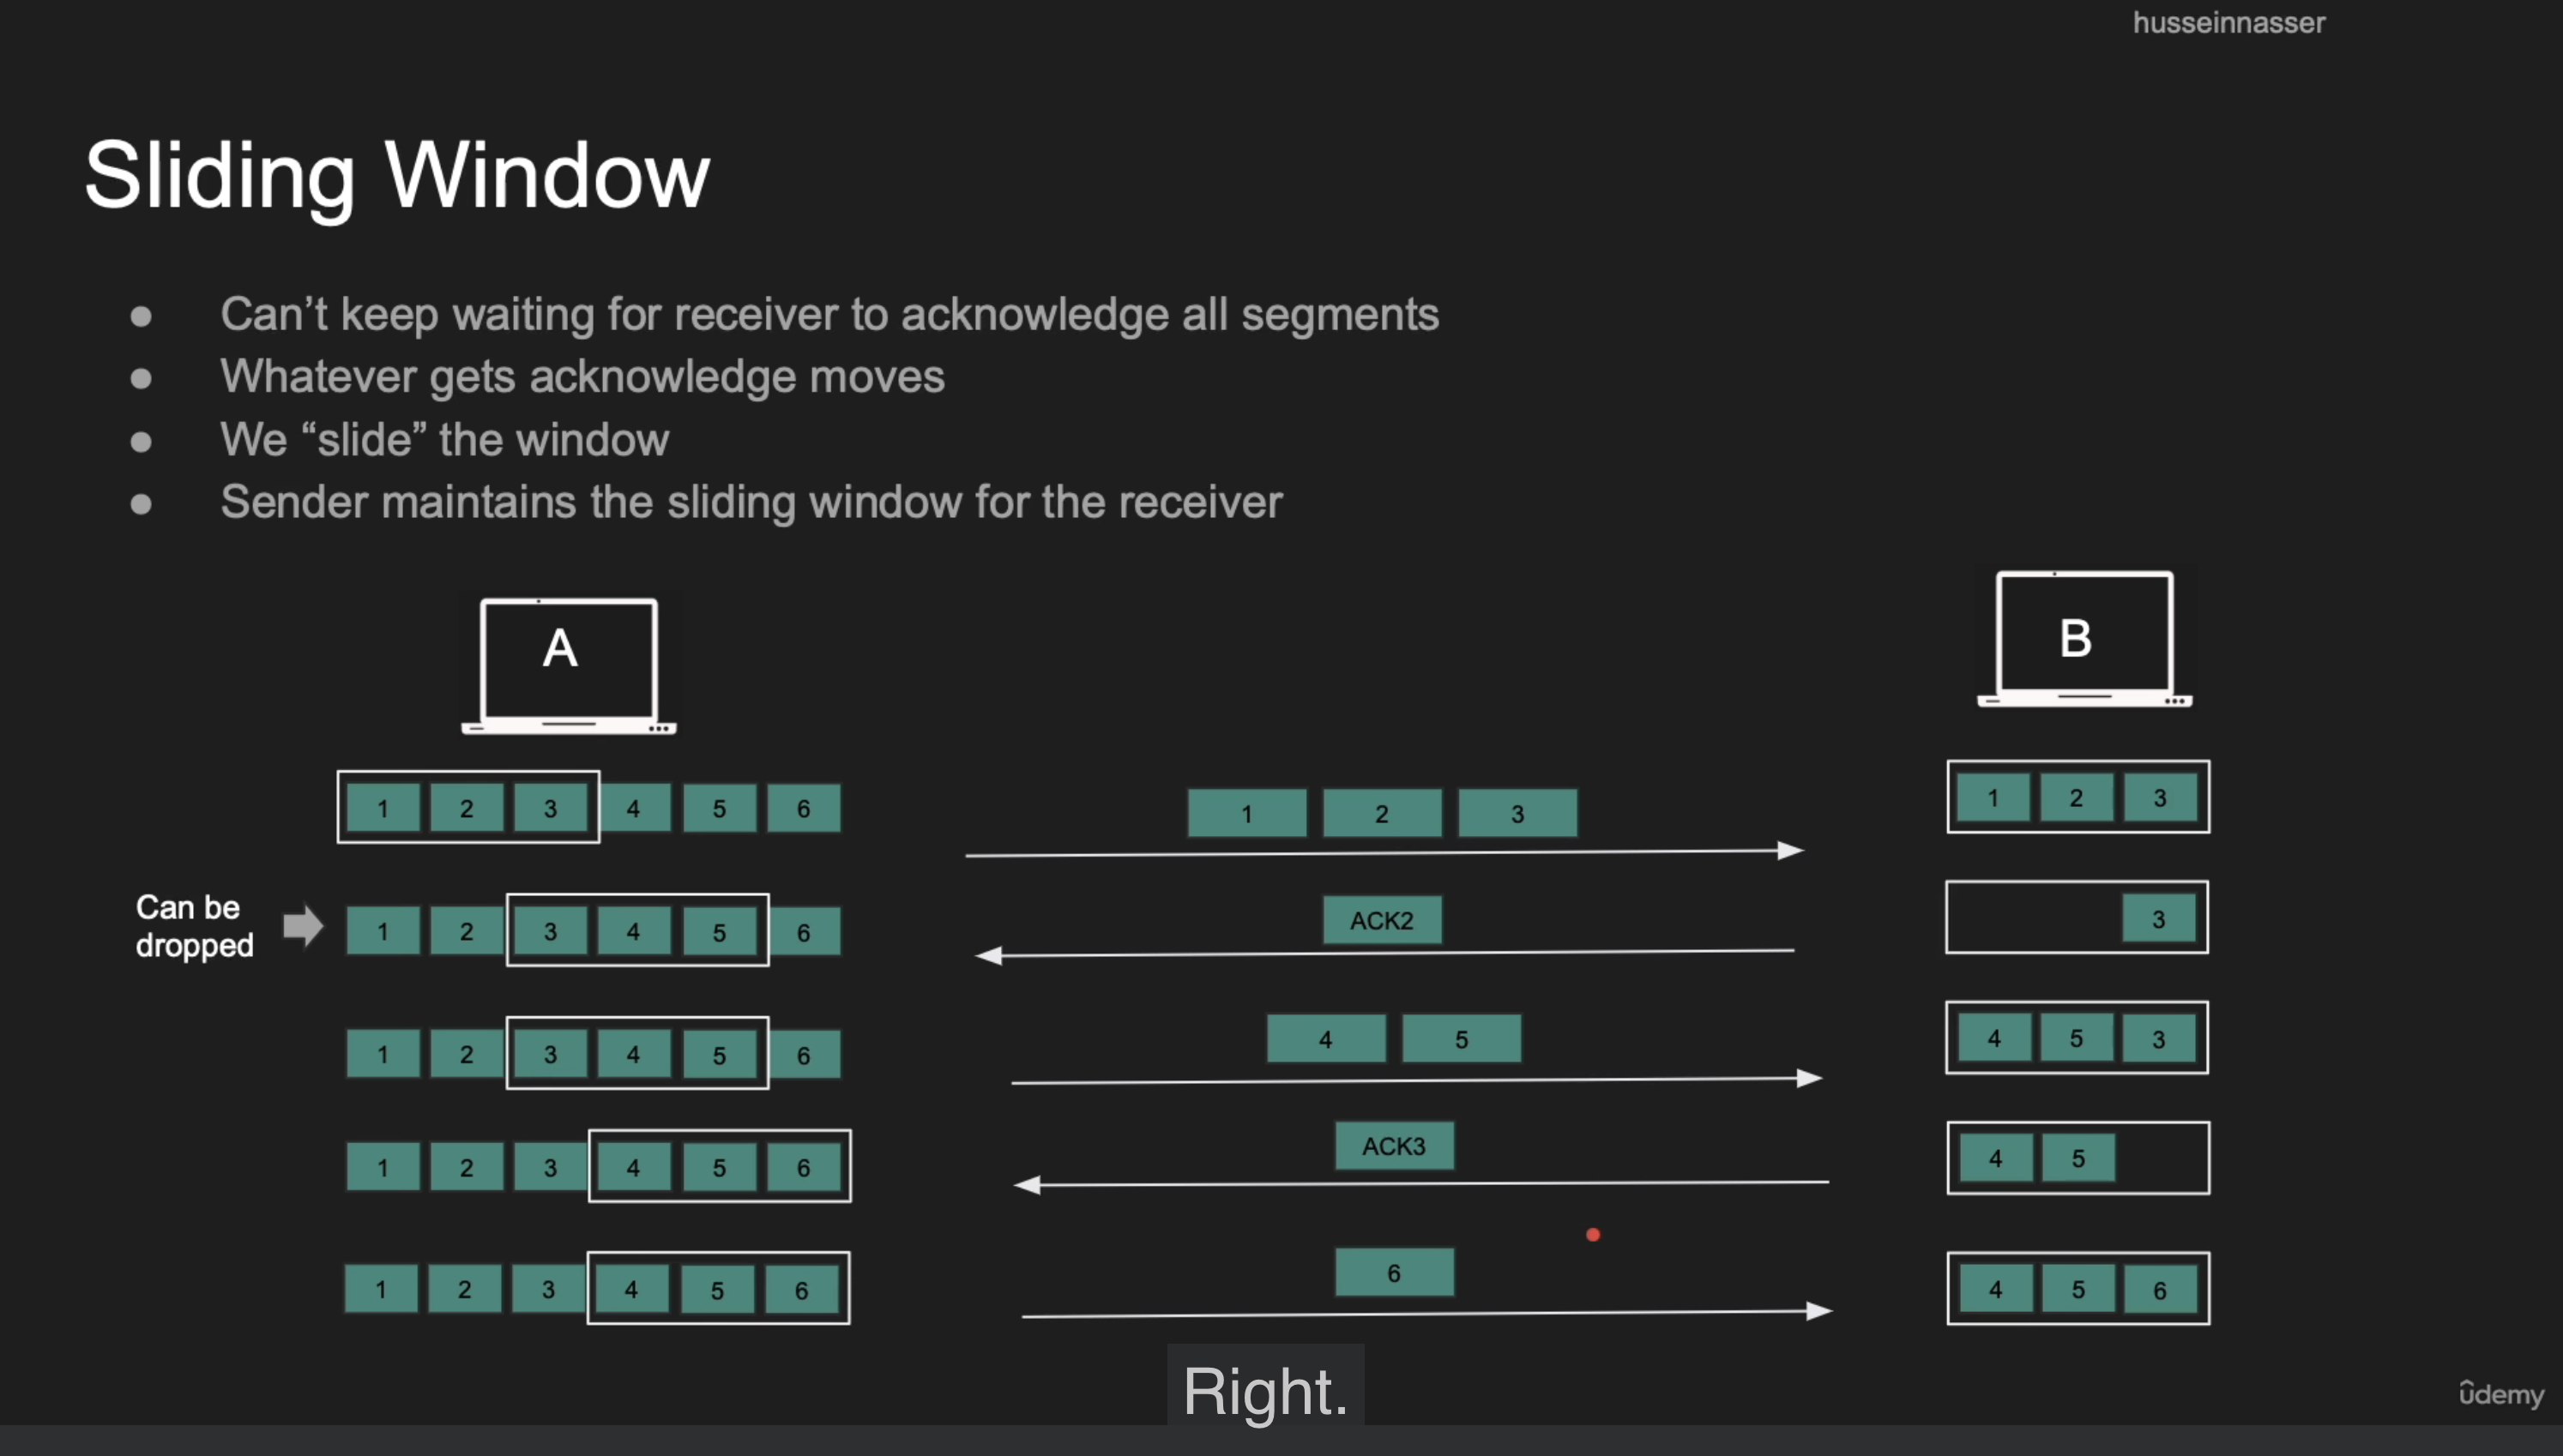 husseinnasser
Sliding Window
● Can’t keep waiting for receiver to acknowledge all segments
● Whatever gets acknowledge moves
● We “slide” the window
● Sender maintains the sliding window for the receiver
A
B
1 2 3 4 5 6
1 2 3
1 2 3
Can be
dropped
1 2 3 4 5 6
ACK2
3
1 2 3 4 5 6
4 5
4 5 3
1 2 3 4 5 6
ACK3
4 5
1 2 3 4 5 6
6
4 5 6
Right.
ûdemy